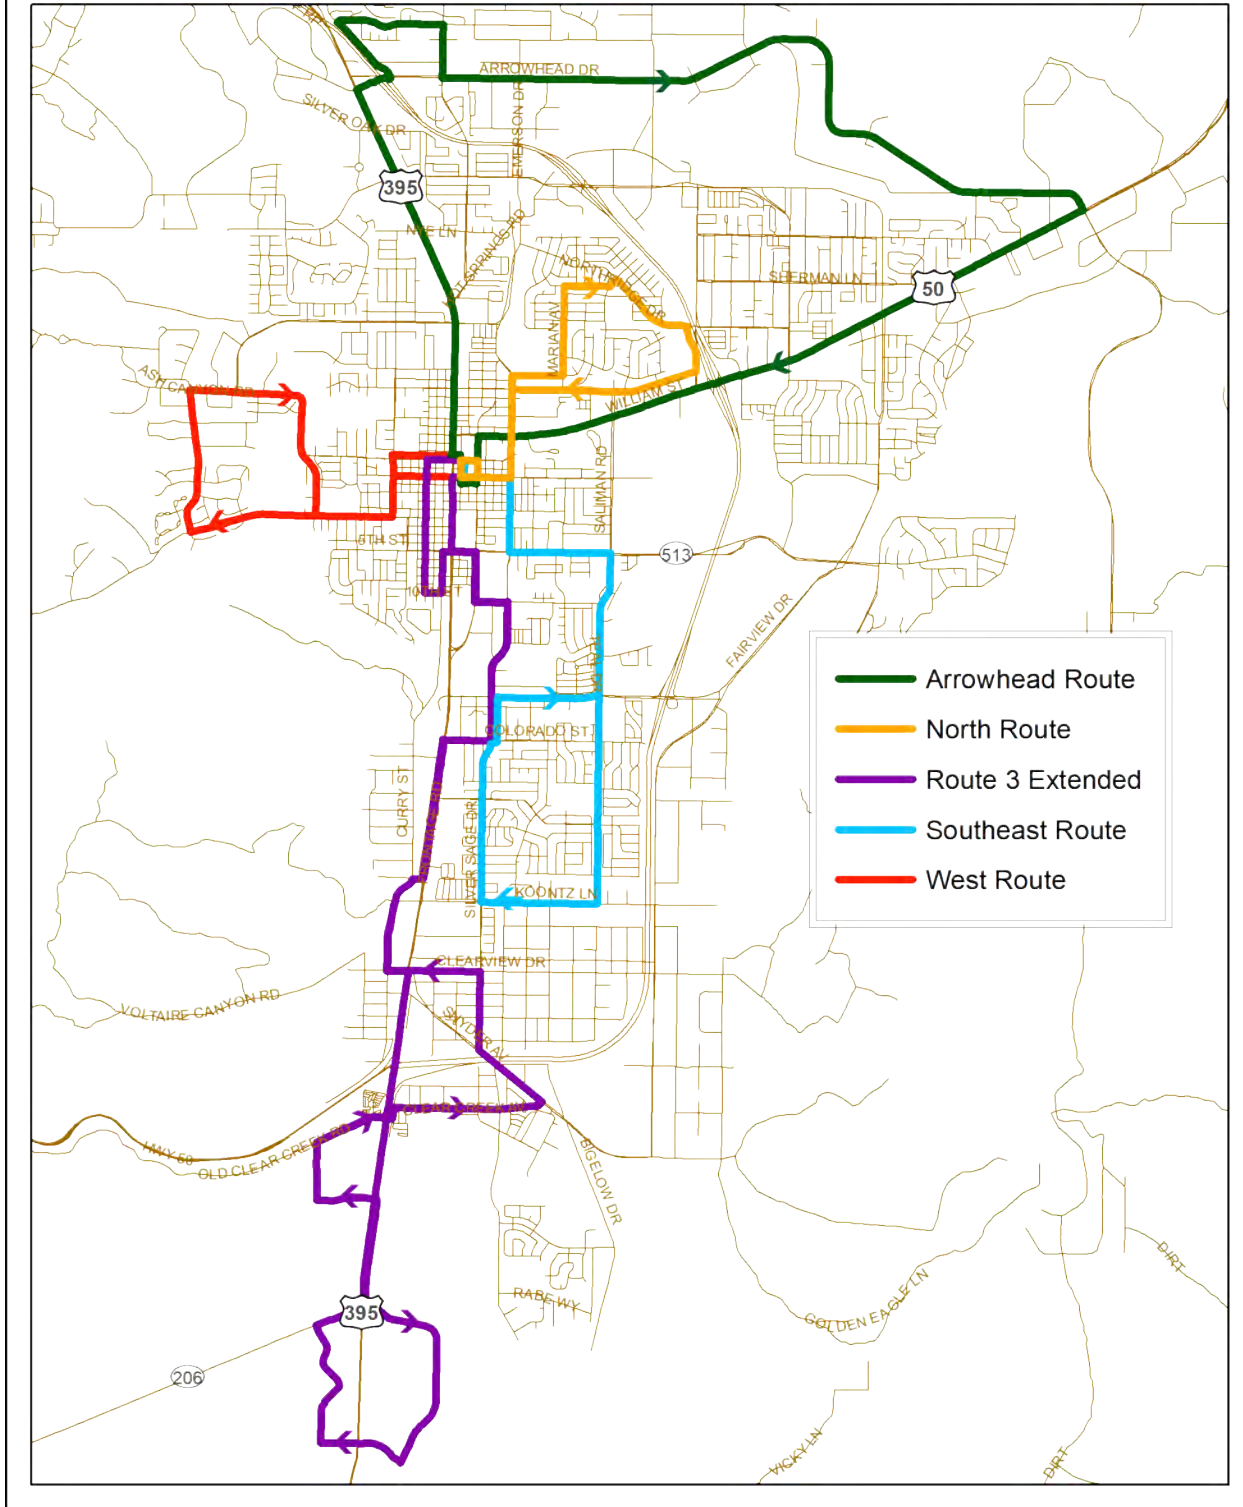 ARROWHEAD DR
SILVER OAK DR
EMERSON DR
395
NYE LN
HOT SPRINGS RD
NORTHRIDGE DR
SHERMAN LN
50
MARIAN AV
ASH CANYON RD
WILLIAM ST
SALIMAN RD
5TH ST
513
10TH ST
FAIRVIEW DR
Arrowhead Route
North Route
Route 3 Extended
Southeast Route
West Route
COLORADO ST
CURRY ST
SILVER SAGE DR
KOONTZ LN
CLEARVIEW DR
VOLTAIRE CANYON RD
SNYDER AV
CLEAR CREEK AV
HWY 50
OLD CLEAR CREEK RD
BIGELOW DR
DIRT
RABE WY
GOLDEN EAGLE LN
395
206
VICKY LN
DIRT